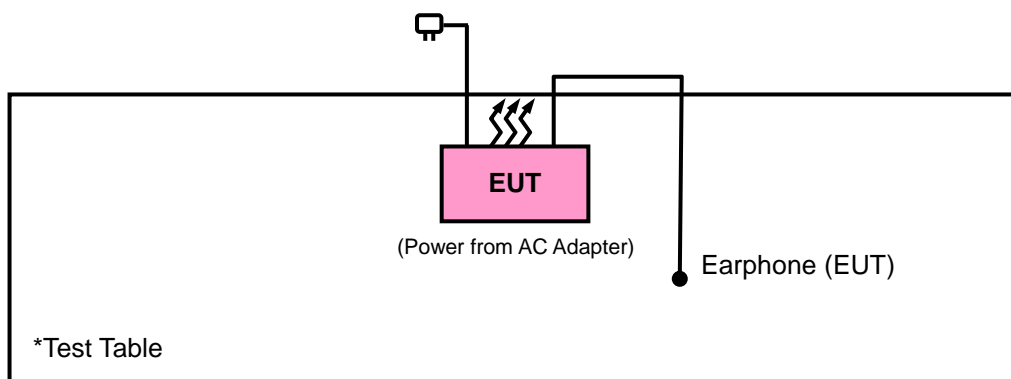 EUT
(Power from AC Adapter)
Earphone (EUT)
*Test Table